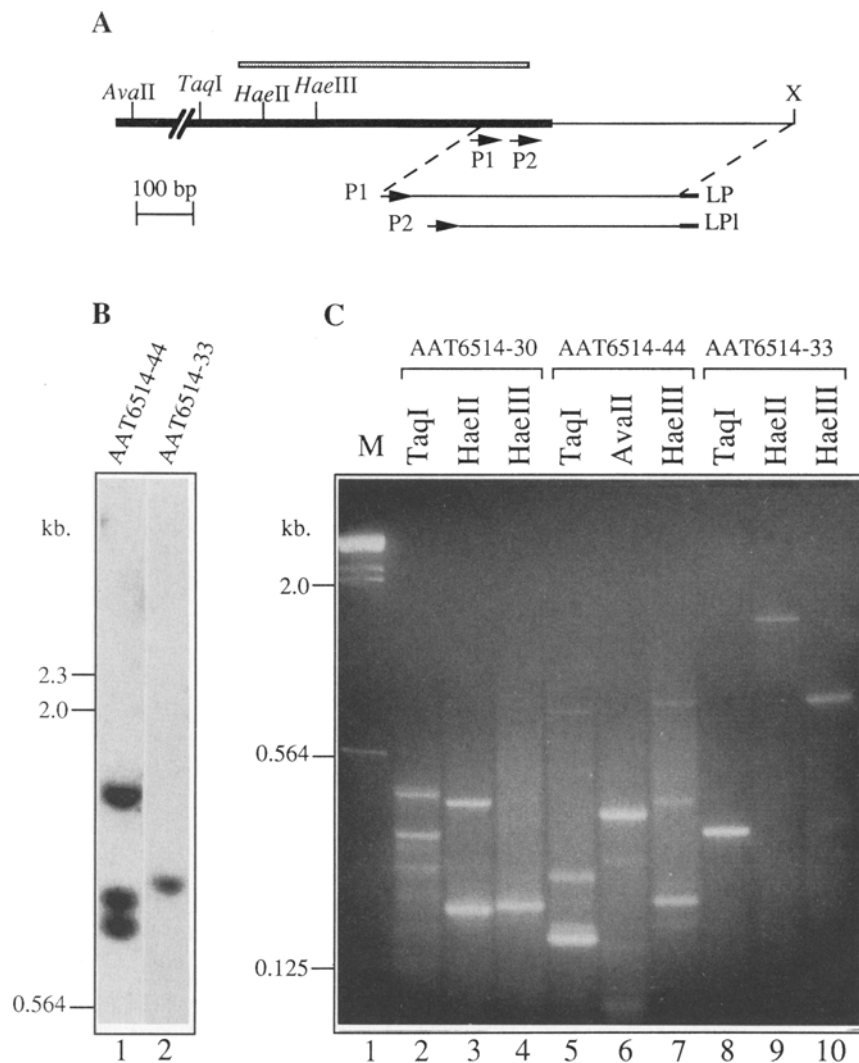 A
AvaII TaqI HaeII HaeIII X
P1 P2
100 bp
P1 LP
P2 LPl
B
AAT6514-44 AAT6514-33
kb.
2.3
2.0
0.564
1 2
C
AAT6514-30 AAT6514-44 AAT6514-33
M TaqI HaeII HaeIII TaqI AvaII HaeIII TaqI HaeII HaeIII
kb.
2.0
0.564
0.125
1 2 3 4 5 6 7 8 9 10